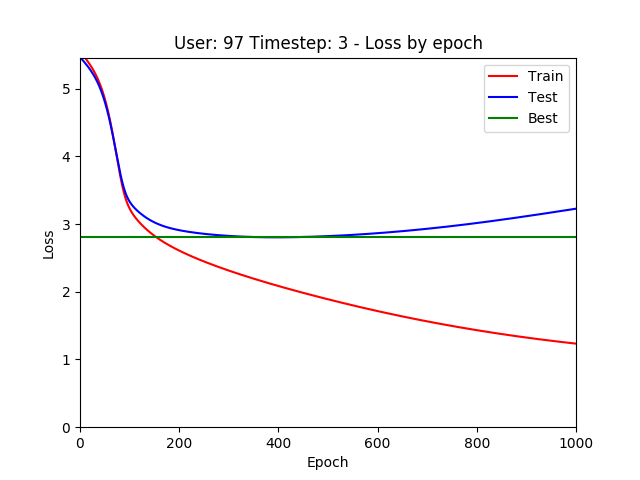 User: 97 Timestep: 3 - Loss by epoch
Train
Test
Best
5
4
3
2
1
0
Loss
0 200 400 600 800 1000
Epoch